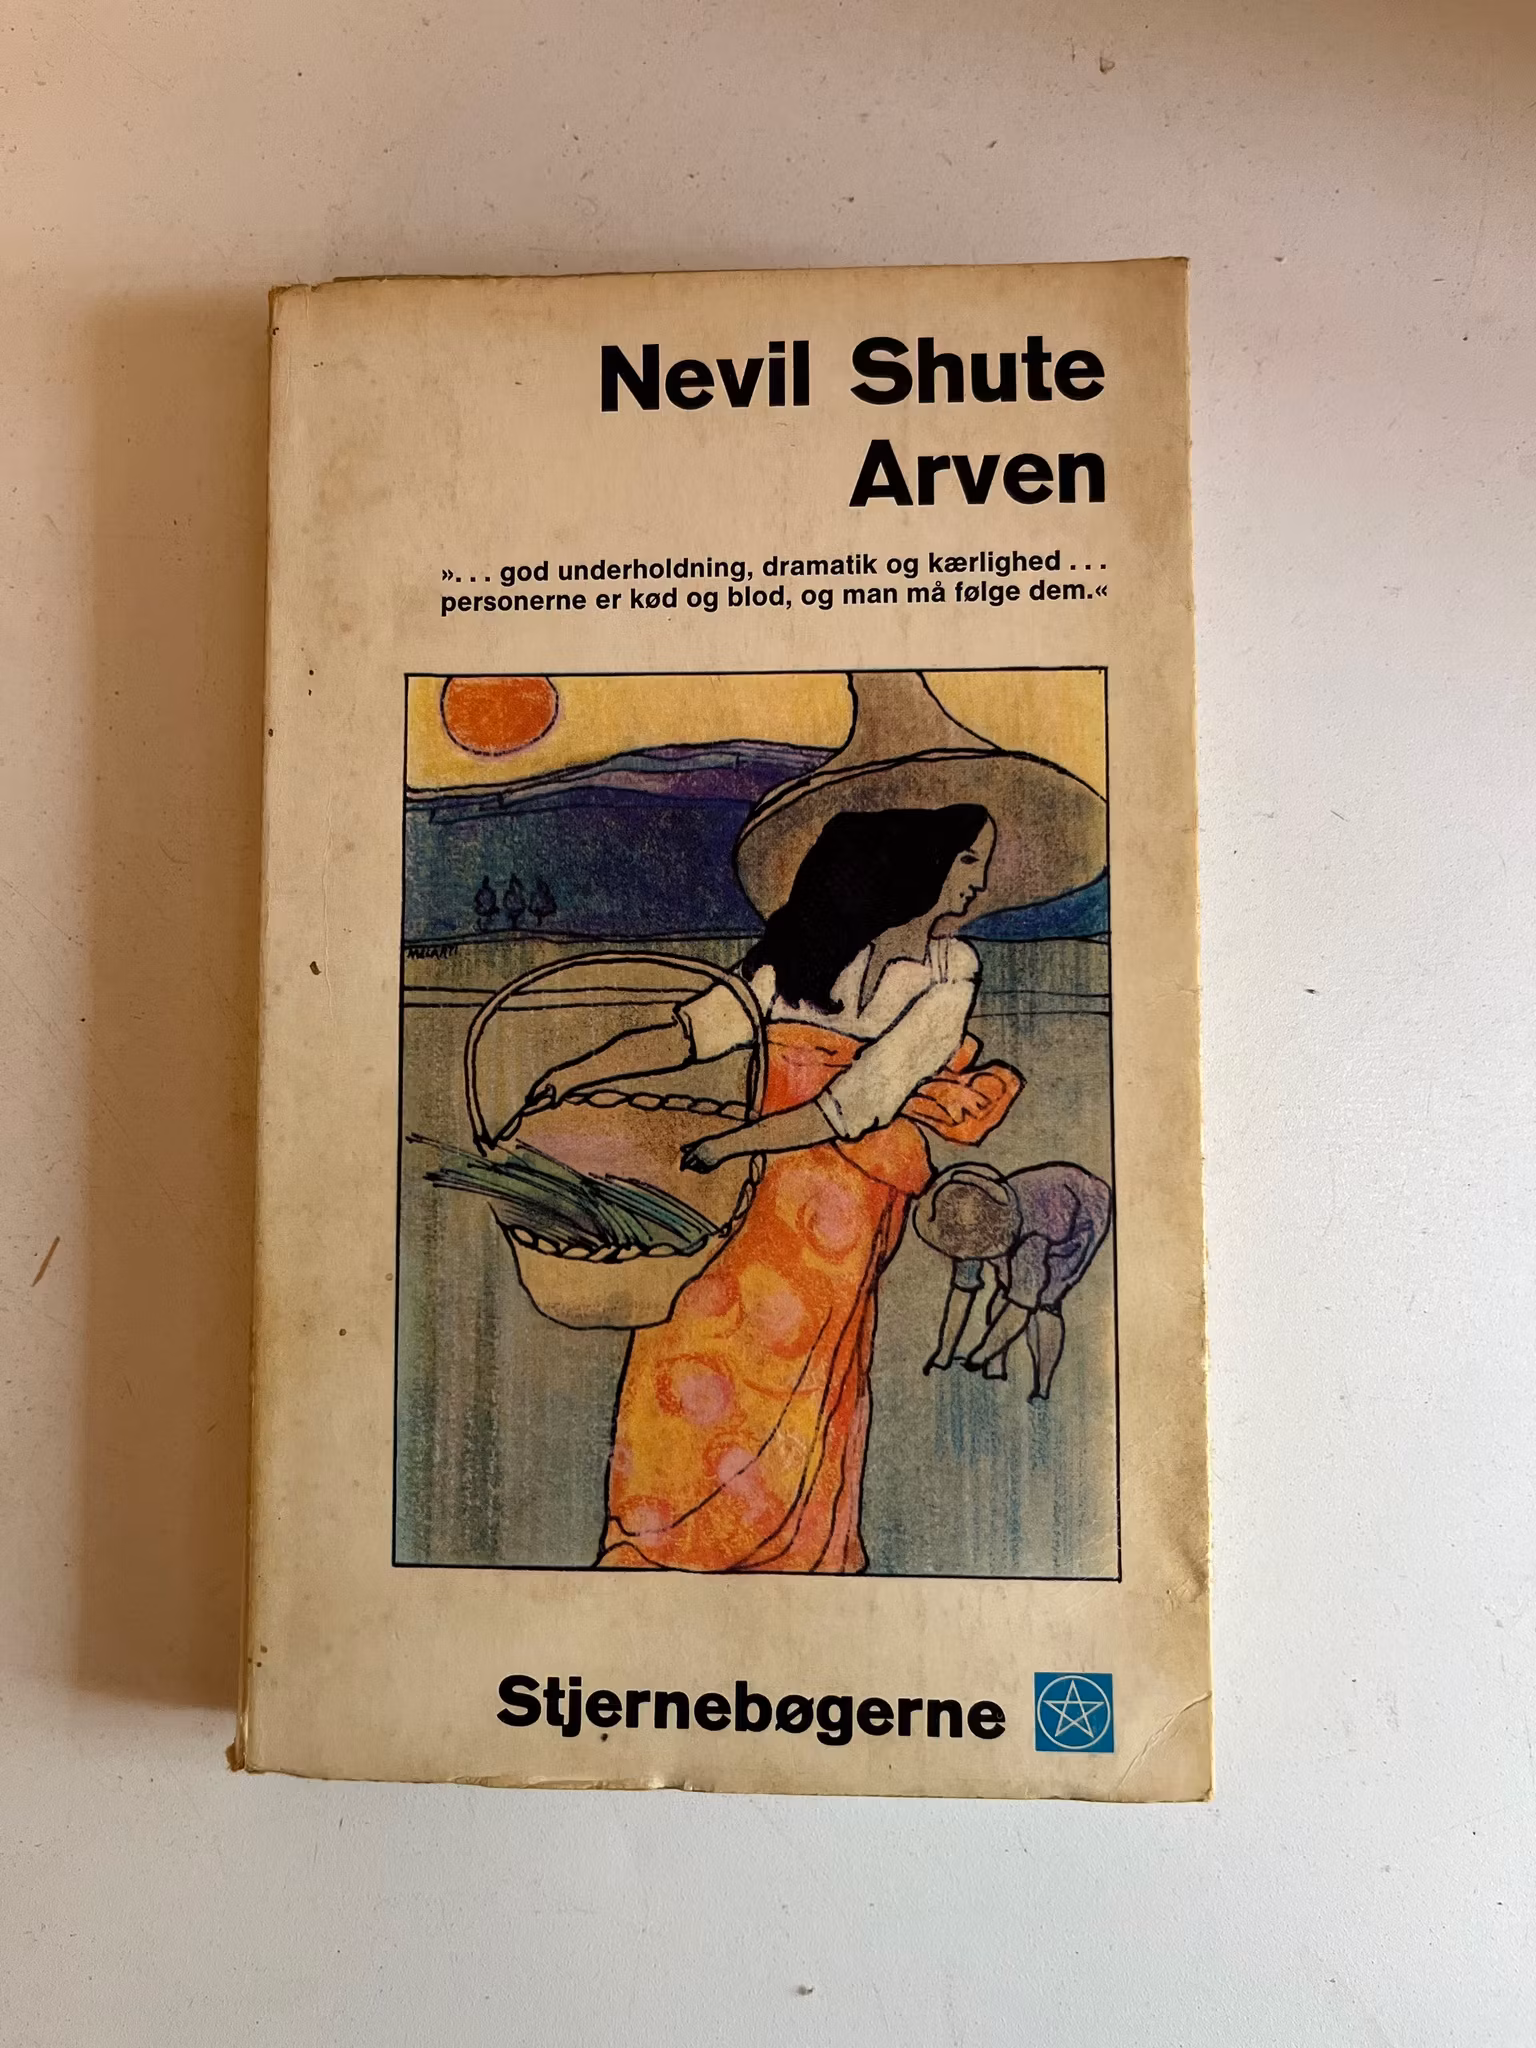 Nevil Shute
Arven
». . . god underholdning, dramatik og kærlighed . . .
personerne er kød og blod, og man må følge dem.«
Stjernebøgerne